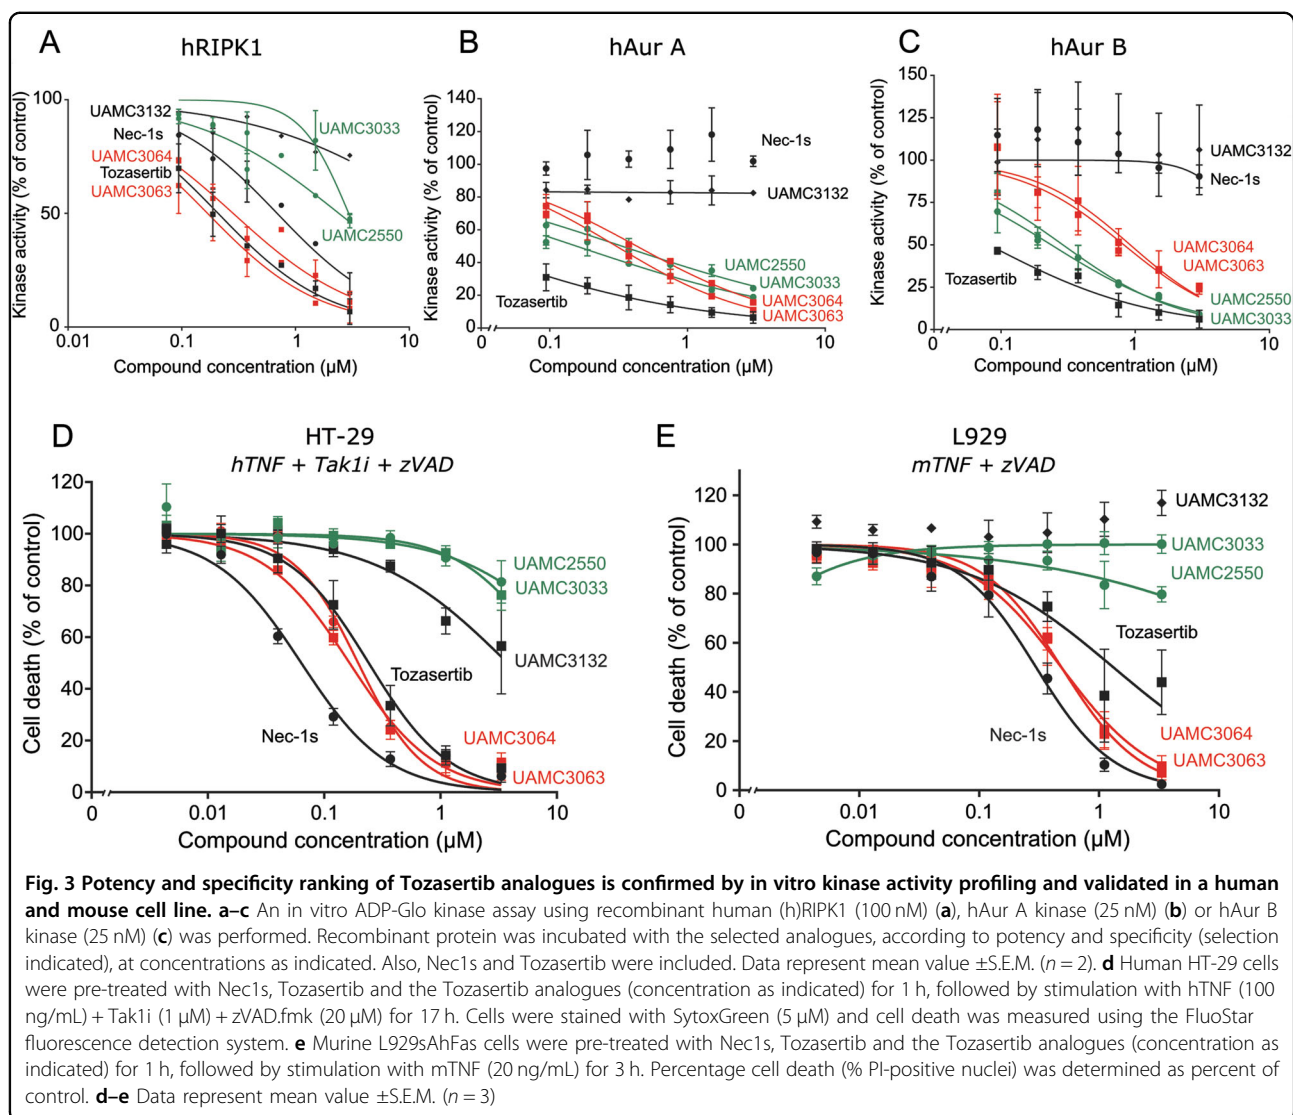 A
hRIPK1
Kinase activity (% of control)
100
50
0
0.01
0.1
1
10
Compound concentration (µM)
UAMC3132
Nec-1s
UAMC3064
Tozasertib
UAMC3063
UAMC3033
UAMC2550
B
hAur A
Kinase activity (% of control)
140
120
100
80
60
40
20
0
0
0.1
1
10
Compound concentration (µM)
Nec-1s
UAMC3132
UAMC2550
UAMC3033
UAMC3064
UAMC3063
Tozasertib
C
hAur B
Kinase activity (% of control)
150
125
100
75
50
25
0
0
0.1
1
10
Compound concentration (µM)
UAMC3132
Nec-1s
UAMC3064
UAMC3063
UAMC2550
UAMC3033
Tozasertib
D
HT-29
hTNF + Tak1i + zVAD
Cell death (% of control)
120
100
80
60
40
20
0
0
0.01
0.1
1
10
Compound concentration (µM)
UAMC2550
UAMC3033
UAMC3132
Tozasertib
Nec-1s
UAMC3064
UAMC3063
E
L929
mTNF + zVAD
Cell death (% of control)
120
100
80
60
40
20
0
0
0.01
0.1
1
10
Compound concentration (µM)
UAMC3132
UAMC3033
UAMC2550
Tozasertib
Nec-1s
UAMC3064
UAMC3063
Fig. 3 Potency and specificity ranking of Tozasertib analogues is confirmed by in vitro kinase activity profiling and validated in a human
and mouse cell line. a–c An in vitro ADP-Glo kinase assay using recombinant human (h)RIPK1 (100 nM) (a), hAur A kinase (25 nM) (b) or hAur B
kinase (25 nM) (c) was performed. Recombinant protein was incubated with the selected analogues, according to potency and specificity (selection
indicated), at concentrations as indicated. Also, Nec1s and Tozasertib were included. Data represent mean value ±S.E.M. (n = 2). d Human HT-29 cells
were pre-treated with Nec1s, Tozasertib and the Tozasertib analogues (concentration as indicated) for 1 h, followed by stimulation with hTNF (100
ng/mL) + Tak1i (1 µM) + zVAD.fmk (20 µM) for 17 h. Cells were stained with SytoxGreen (5 µM) and cell death was measured using the FluoStar
fluorescence detection system. e Murine L929sAhFas cells were pre-treated with Nec1s, Tozasertib and the Tozasertib analogues (concentration as
indicated) for 1 h, followed by stimulation with mTNF (20 ng/mL) for 3 h. Percentage cell death (% PI-positive nuclei) was determined as percent of
control. d–e Data represent mean value ±S.E.M. (n = 3)